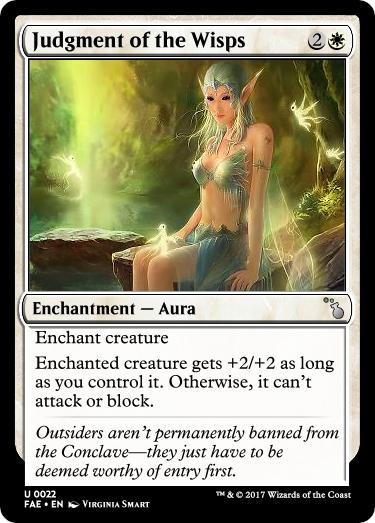 Judgment of the Wisps 2
Enchantment — Aura
Enchant creature
Enchanted creature gets +2/+2 as long
as you control it. Otherwise, it can't
attack or block.
Outsiders aren't permanently banned from
the Conclave—they just have to be
deemed worthy of entry first.
U 0022
FAE • EN Virginia Smart
™ & © 2017 Wizards of the Coast